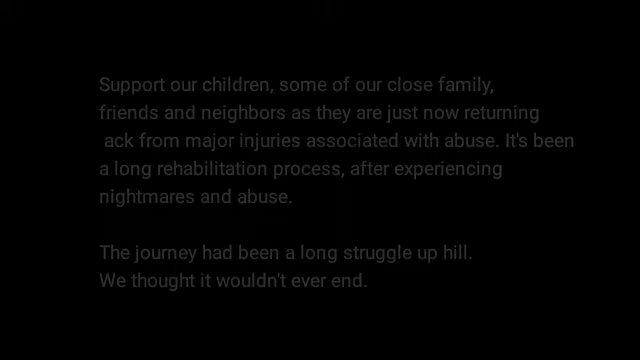 Support our children, some of our close family,
friends and neighbors as they are just now returning
ack from major injuries associated with abuse. It's been
a long rehabilitation process, after experiencing
nightmares and abuse.
The journey had been a long struggle up hill.
We thought it wouldn't ever end.